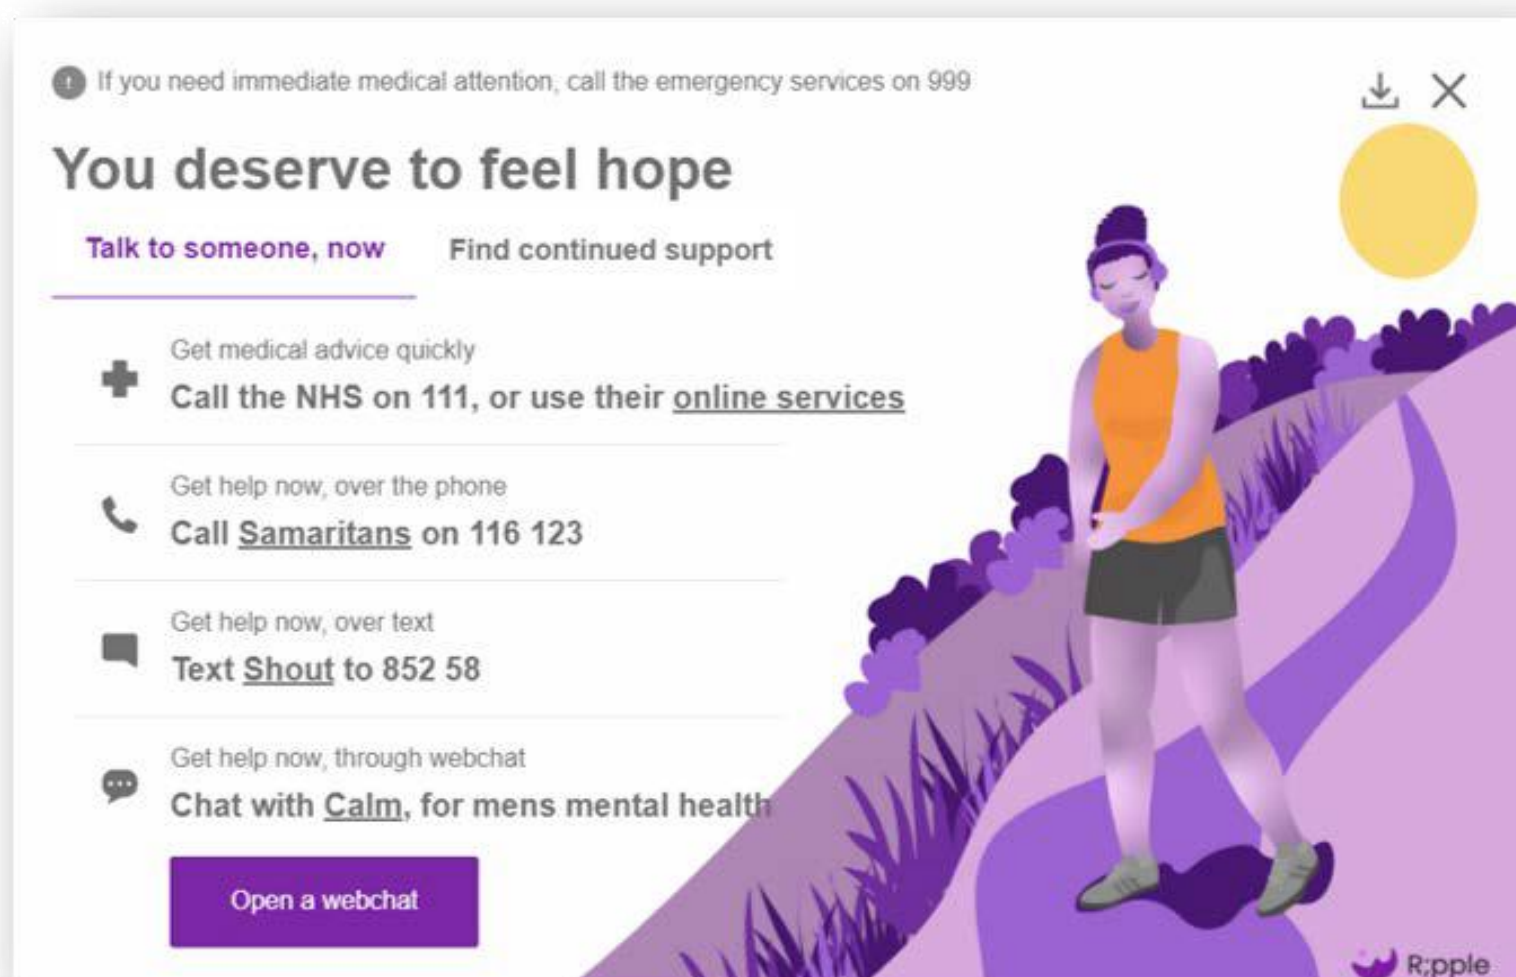 If you need immediate medical attention, call the emergency services on 999
You deserve to feel hope
Talk to someone, now
Find continued support
Get medical advice quickly
Call the NHS on 111, or use their online services
Get help now, over the phone
Call Samaritans on 116 123
Get help now, over text
Text Shout to 852 58
Get help now, through webchat
Chat with Calm, for mens mental health
Open a webchat
R;pple